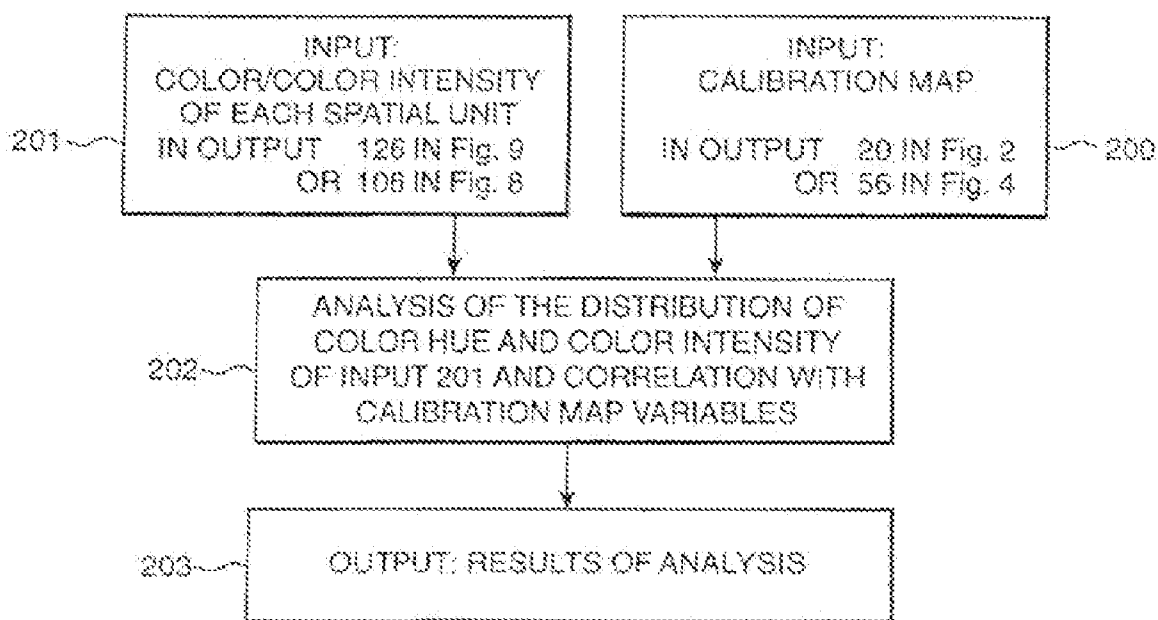 INPUT:
COLOR/COLOR INTENSITY
OF EACH SPATIAL UNIT
IN OUTPUT 126 IN Fig. 9
OR 108 IN Fig. 8
201
INPUT:
CALIBRATION MAP
IN OUTPUT 20 IN Fig. 2
OR 56 IN Fig. 4
200
ANALYSIS OF THE DISTRIBUTION OF
COLOR HUE AND COLOR INTENSITY
OF INPUT 201 AND CORRELATION WITH
CALIBRATION MAP VARIABLES
202
OUTPUT: RESULTS OF ANALYSIS
203